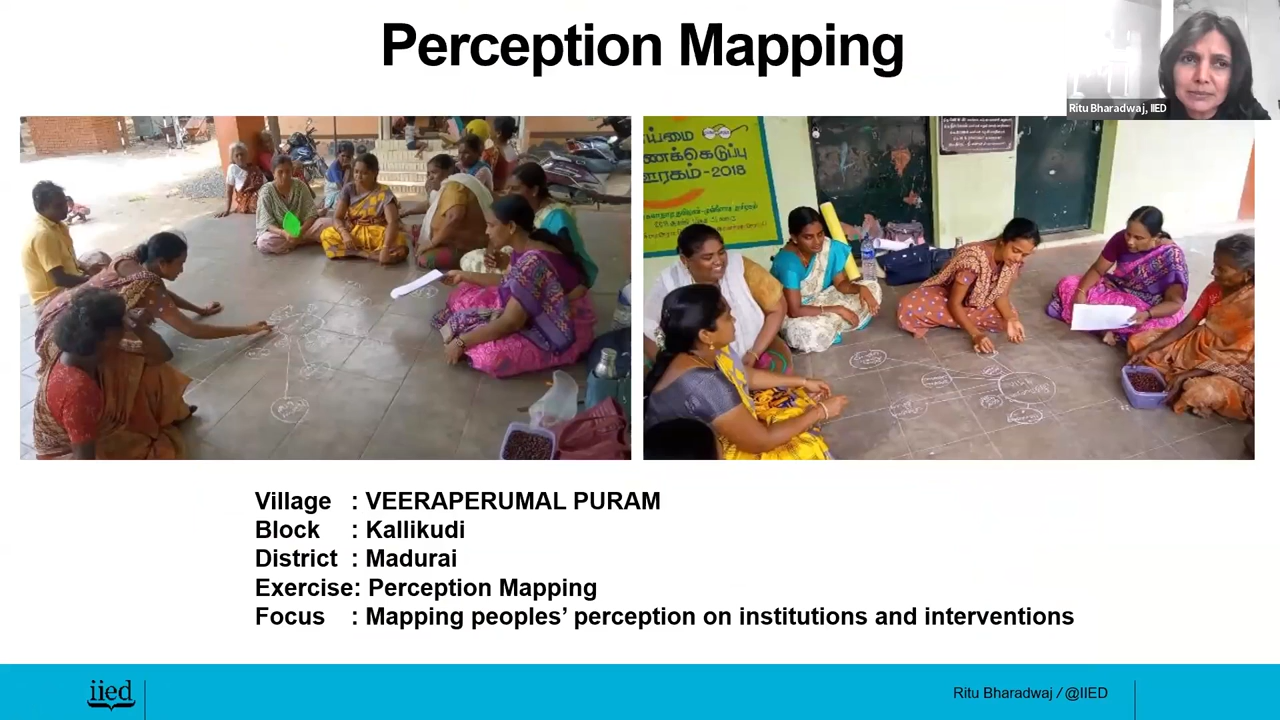 Perception Mapping
Ritu Bharadwaj, IIED
2018
Village : VEERAPERUMAL PURAM
Block : Kallikudi
District : Madurai
Exercise: Perception Mapping
Focus : Mapping peoples’ perception on institutions and interventions
iied
Ritu Bharadwaj / @IIED